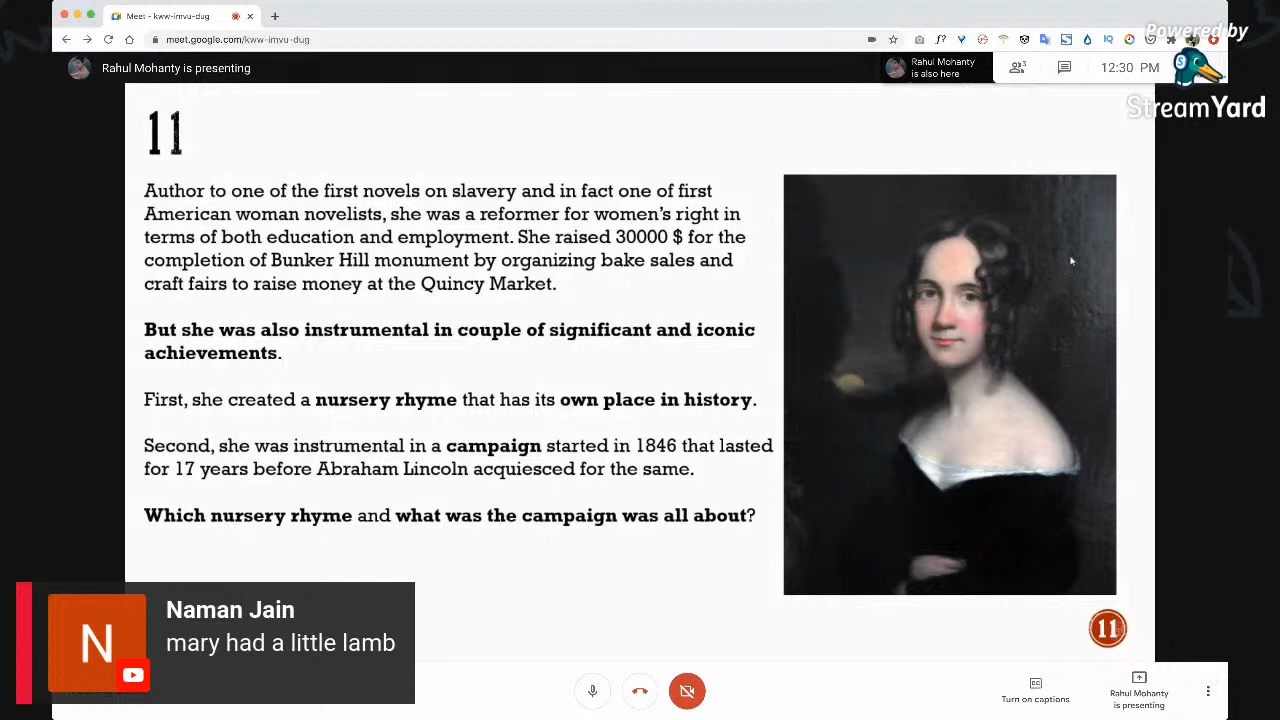 Meet - kww-imvu-dug
meet.google.com/kww-imvu-dug
Powered by
StreamYard
Rahul Mohanty is presenting
Rahul Mohanty
is also here
3
12:30 PM
11
Author to one of the first novels on slavery and in fact one of first
American woman novelists, she was a reformer for women's right in
terms of both education and employment. She raised 30000 $ for the
completion of Bunker Hill monument by organizing bake sales and
craft fairs to raise money at the Quincy Market.
But she was also instrumental in couple of significant and iconic
achievements.
First, she created a nursery rhyme that has its own place in history.
Second, she was instrumental in a campaign started in 1846 that lasted
for 17 years before Abraham Lincoln acquiesced for the same.
Which nursery rhyme and what was the campaign was all about?
11
N
Naman Jain
mary had a little lamb
Turn on captions
Rahul Mohanty
is presenting